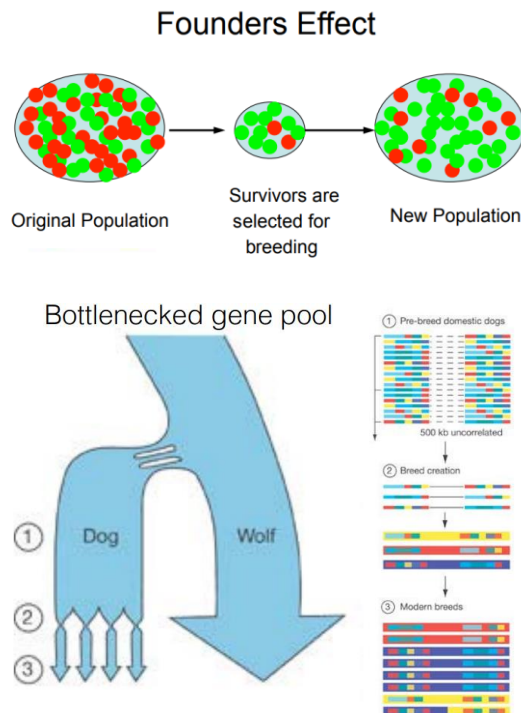 Founders Effect
Original Population
Survivors are
selected for
breeding
New Population
Bottlenecked gene pool
1
Dog
Wolf
2
3
1 Pre-breed domestic dogs
500 kb uncorrelated
2 Breed creation
3 Modern breeds